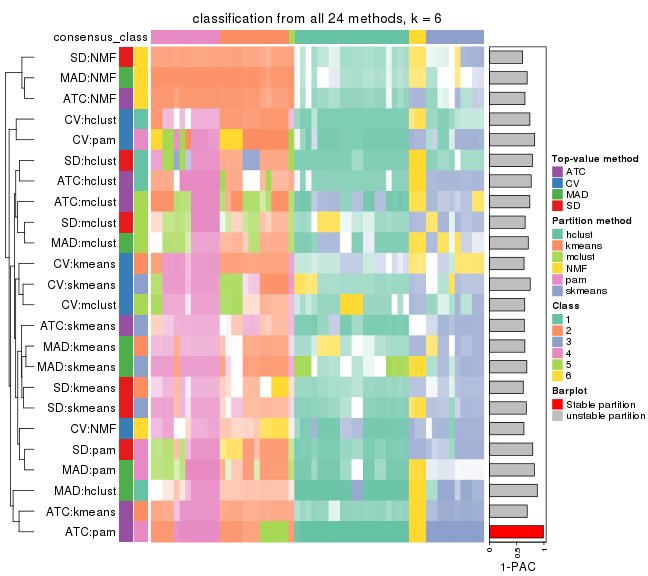 classification from all 24 methods, k = 6
consensus_class
SD:NMF
MAD:NMF
ATC:NMF
CV:hclust
CV:pam
SD:hclust
ATC:hclust
ATC:mclust
SD:mclust
MAD:mclust
CV:kmeans
CV:skmeans
CV:mclust
ATC:skmeans
MAD:kmeans
MAD:skmeans
SD:kmeans
SD:skmeans
CV:NMF
SD:pam
MAD:pam
MAD:hclust
ATC:kmeans
ATC:pam
0
0.5
1
1-PAC
Top-value method
ATC
CV
MAD
SD
Partition method
hclust
kmeans
mclust
NMF
pam
skmeans
Class
1
2
3
4
5
6
Barplot
Stable partition
unstable partition